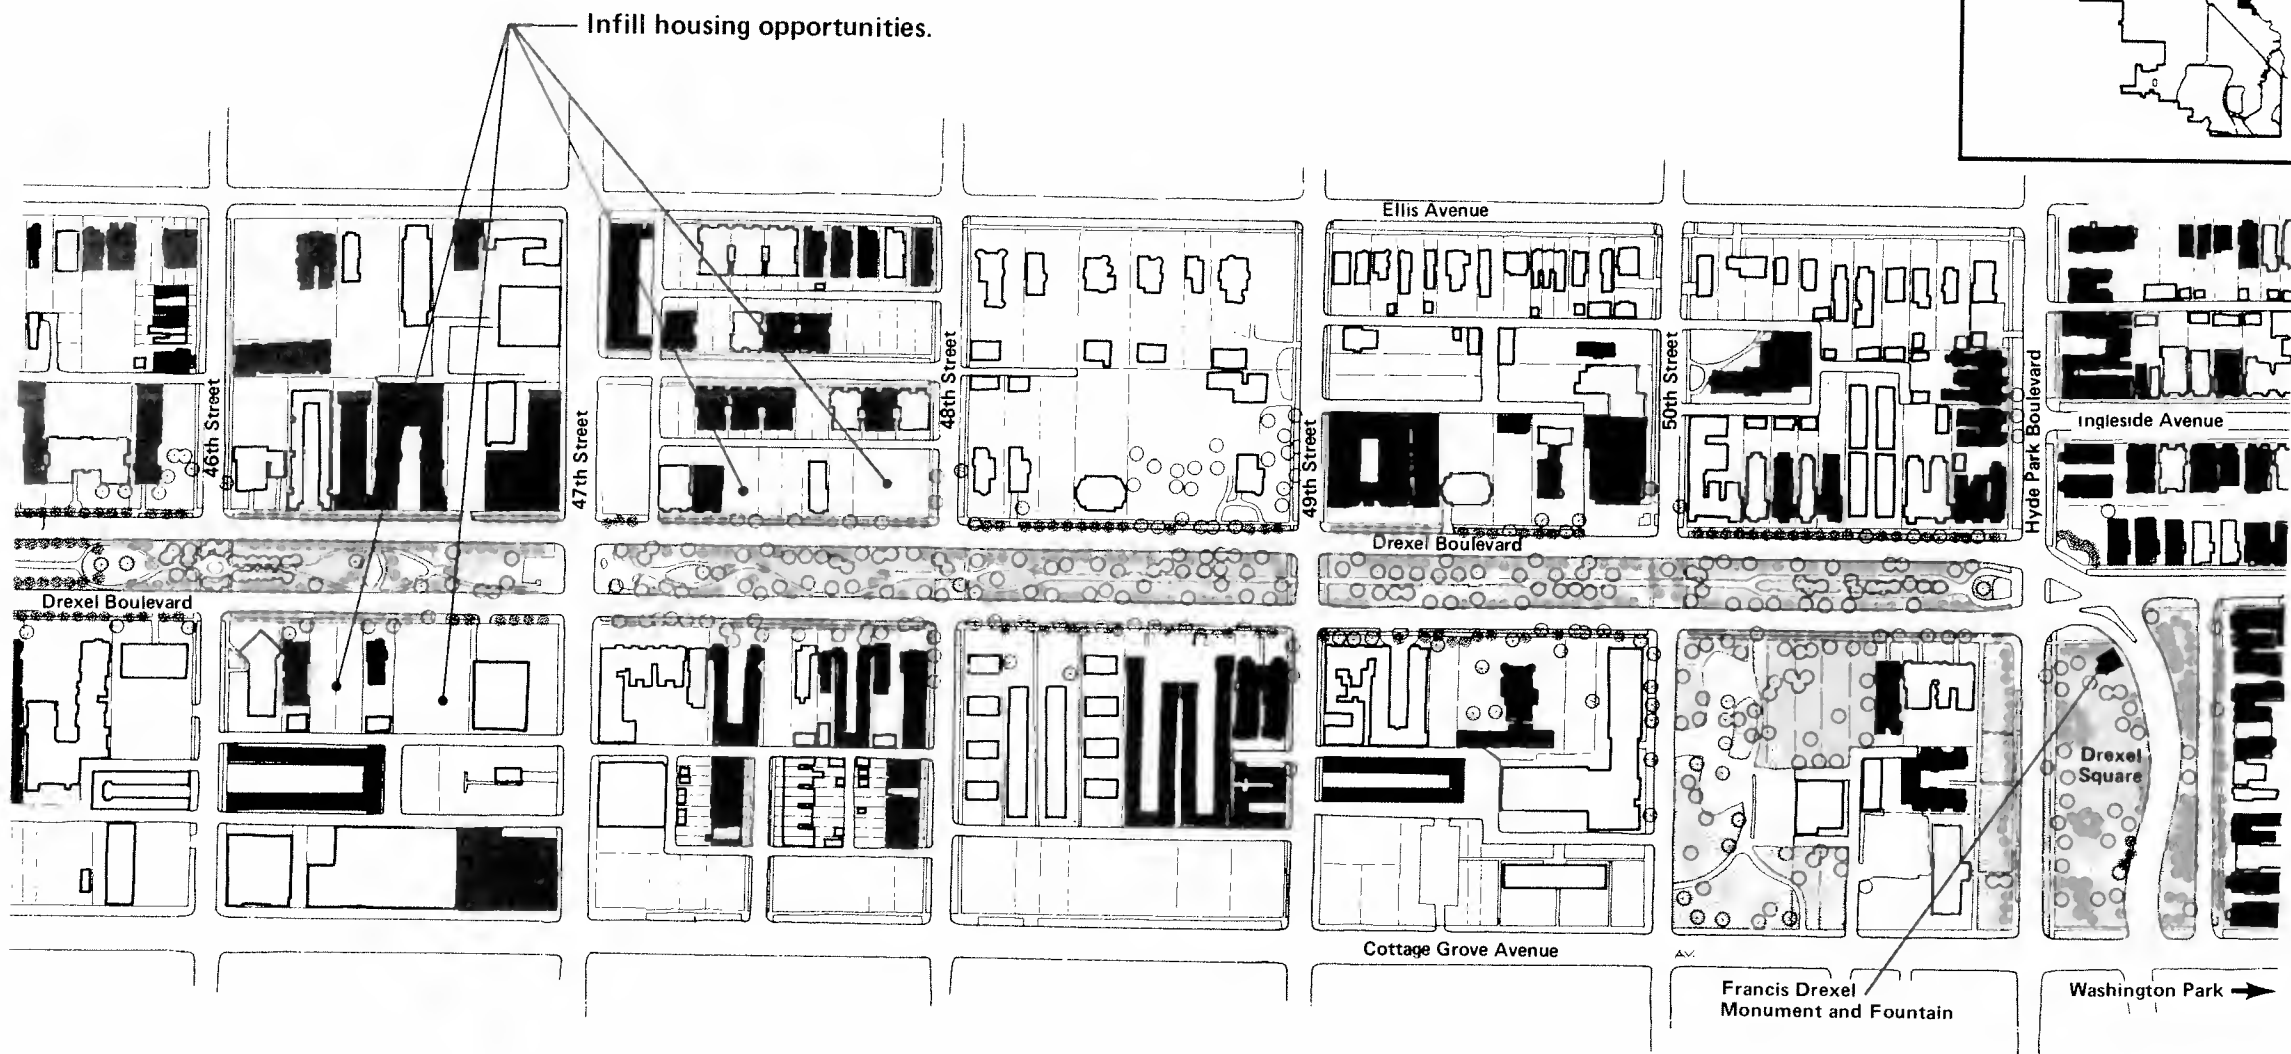 Infill housing opportunities.
Ellis Avenue
46th Street
47th Street
48th Street
49th Street
50th Street
Hyde Park Boulevard
Ingleside Avenue
Drexel Boulevard
Drexel Boulevard
Drexel
Square
Cottage Grove Avenue
AV.
Francis Drexel
Monument and Fountain
Washington Park